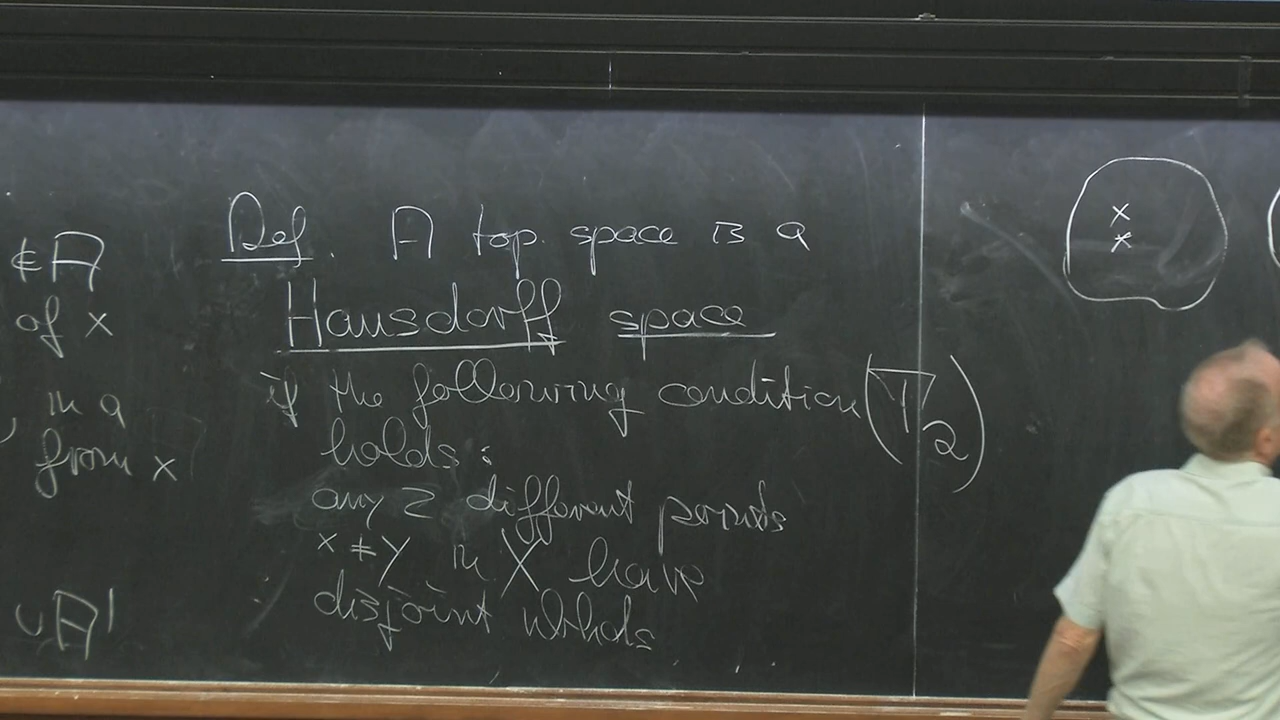 ∉ A
of x
in a
from x
∪ A'
Def. A top. space is a
Hausdorff space
if the following condition (T2)
holds:
any 2 different points
x ≠ y in X have
disjoint nbhds
x
x